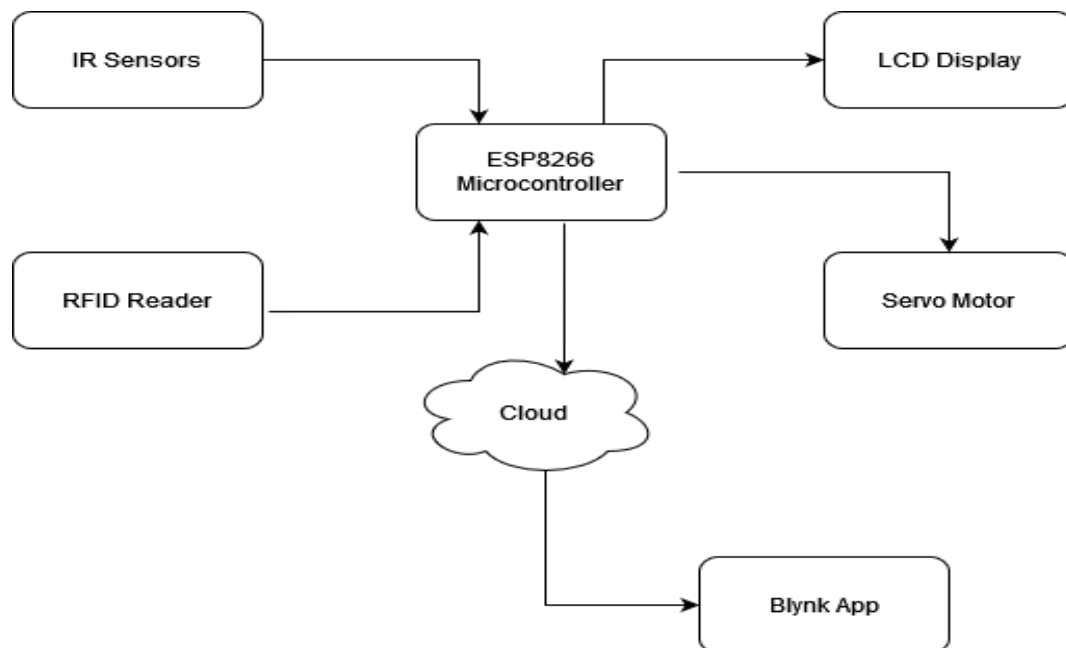 IR Sensors
LCD Display
ESP8266
Microcontroller
RFID Reader
Servo Motor
Cloud
Blynk App